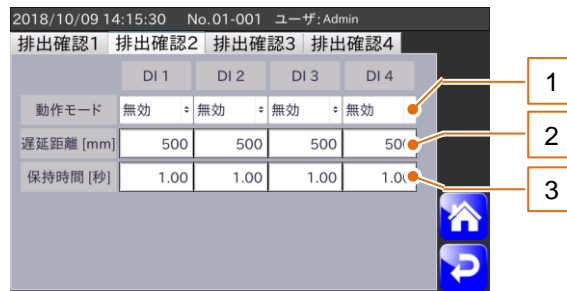 2018/10/09 14:15:30 No.01-001 ユーザ:Admin
排出確認1 排出確認2 排出確認3 排出確認4
DI 1 DI 2 DI 3 DI 4
動作モード 無効 無効 無効 無効
遅延距離 [mm] 500 500 500 500
保持時間 [秒] 1.00 1.00 1.00 1.00
1
2
3